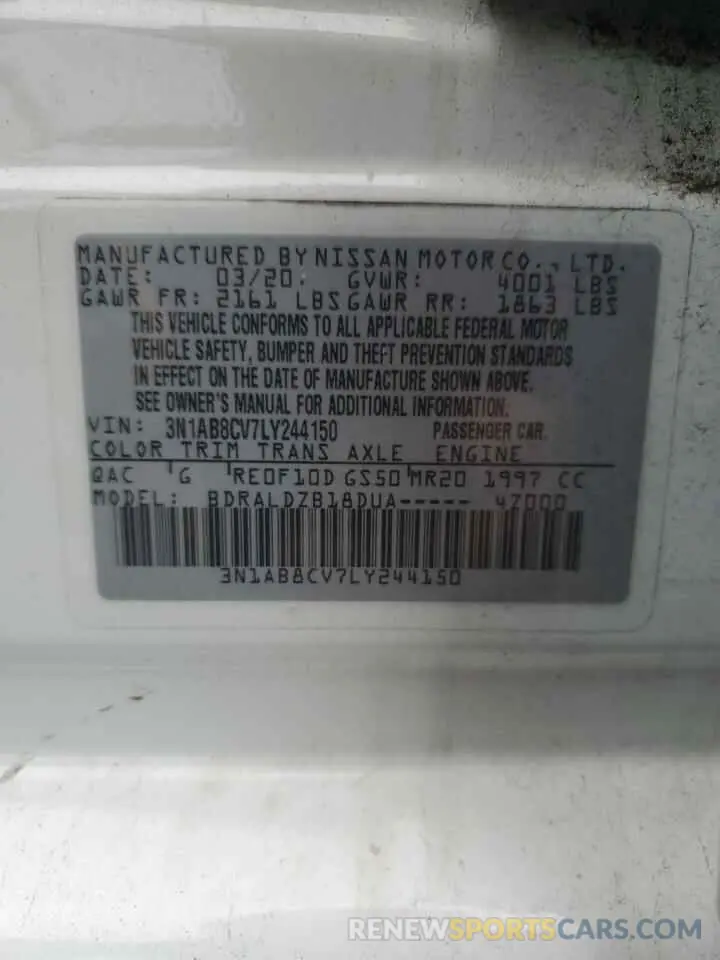 MANUFACTURED BY NISSAN MOTOR CO., LTD.
DATE: 03/20. GVWR: 4001 LBS
GAWR FR: 2161 LBS GAWR RR: 1863 LBS
THIS VEHICLE CONFORMS TO ALL APPLICABLE FEDERAL MOTOR
VEHICLE SAFETY, BUMPER AND THEFT PREVENTION STANDARDS
IN EFFECT ON THE DATE OF MANUFACTURE SHOWN ABOVE.
SEE OWNER'S MANUAL FOR ADDITIONAL INFORMATION.
VIN: 3N1AB8CV7LY244150 PASSENGER CAR.
COLOR TRIM TRANS AXLE ENGINE
QAC G RE0F10D GS50 MR20 1997 CC
MODEL: BDRALDZB18DUA----- 47000
3N1AB8CV7LY244150
RENEWSPORTSCARS.COM